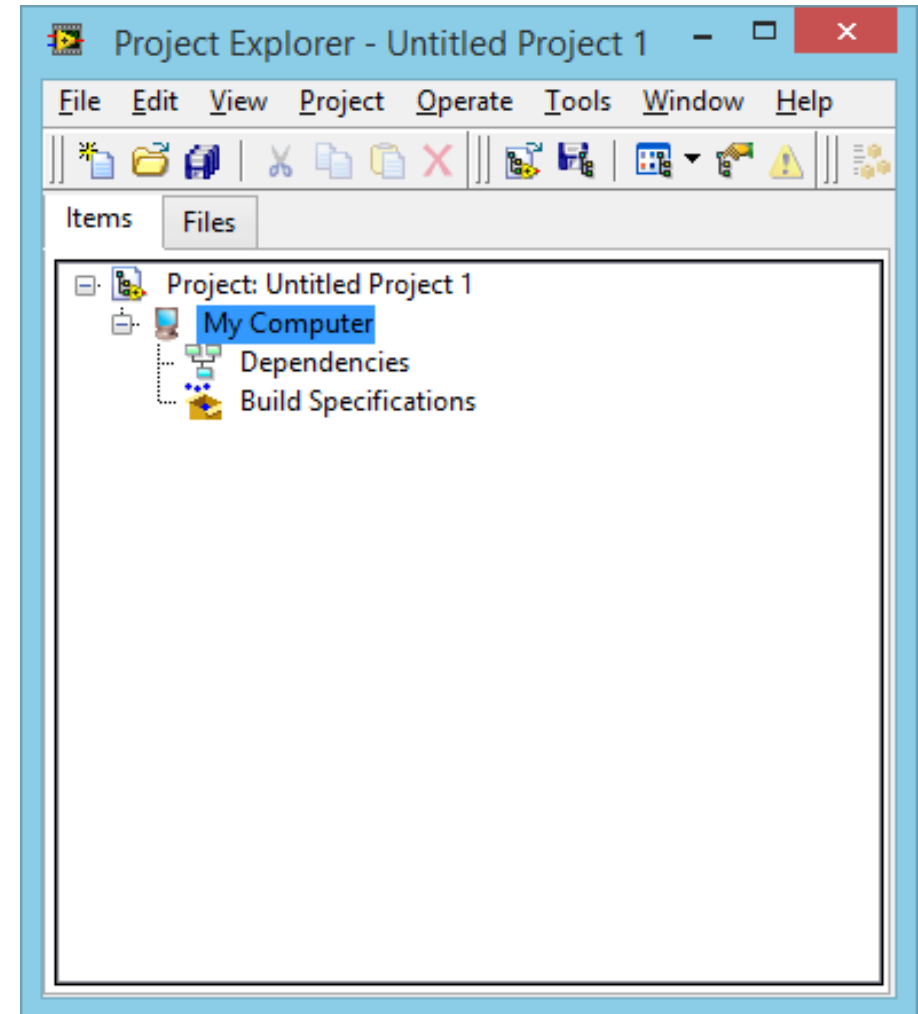 Project Explorer - Untitled Project 1
File Edit View Project Operate Tools Window Help
Items Files
Project: Untitled Project 1
My Computer
Dependencies
Build Specifications